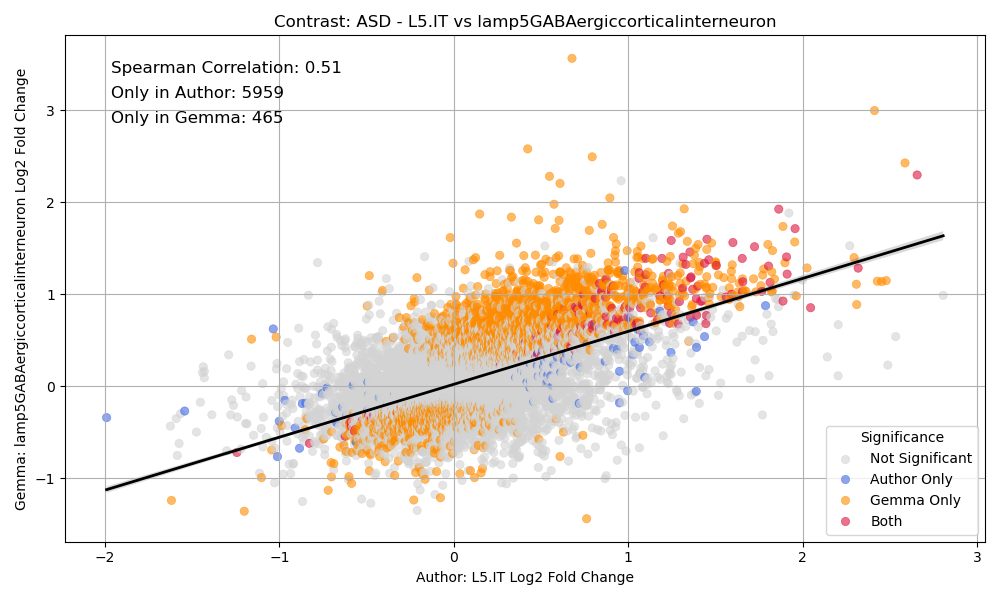 Contrast: ASD - L5.IT vs lamp5GABAergiccorticalinterneuron
Spearman Correlation: 0.51
Only in Author: 5959
Only in Gemma: 465
Gemma: lamp5GABAergiccorticalinterneuron Log2 Fold Change
3
2
1
0
−1
Significance
Not Significant
Author Only
Gemma Only
Both
−2
−1
0
1
2
3
Author: L5.IT Log2 Fold Change